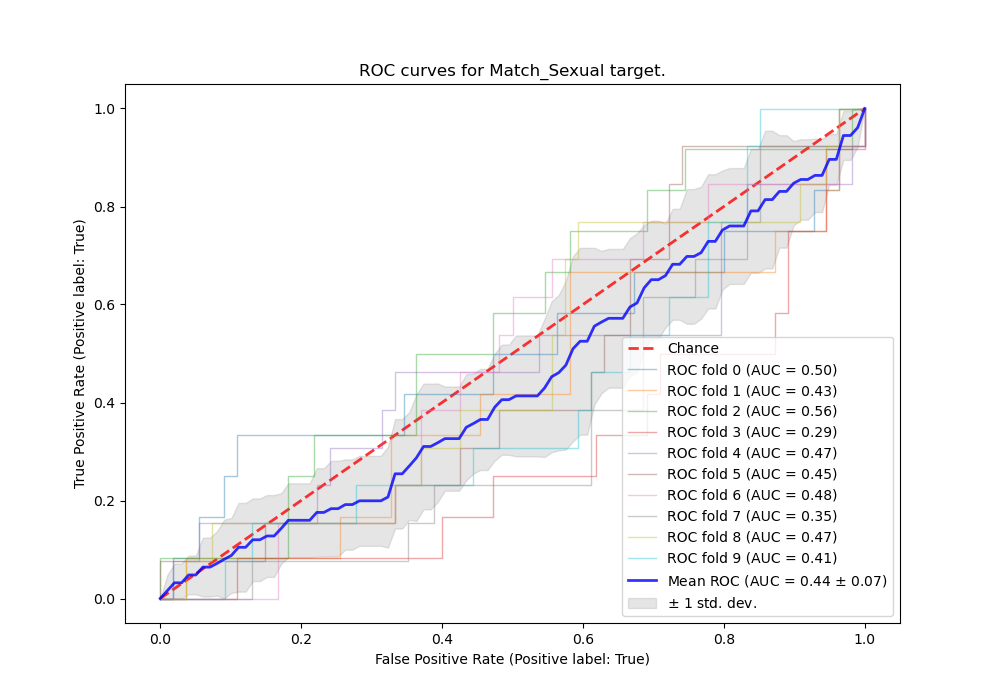 ROC curves for Match_Sexual target.
True Positive Rate (Positive label: True)
1.0
0.8
0.6
0.4
0.2
0.0
Chance
ROC fold 0 (AUC = 0.50)
ROC fold 1 (AUC = 0.43)
ROC fold 2 (AUC = 0.56)
ROC fold 3 (AUC = 0.29)
ROC fold 4 (AUC = 0.47)
ROC fold 5 (AUC = 0.45)
ROC fold 6 (AUC = 0.48)
ROC fold 7 (AUC = 0.35)
ROC fold 8 (AUC = 0.47)
ROC fold 9 (AUC = 0.41)
Mean ROC (AUC = 0.44 ± 0.07)
± 1 std. dev.
0.0 0.2 0.4 0.6 0.8 1.0
False Positive Rate (Positive label: True)